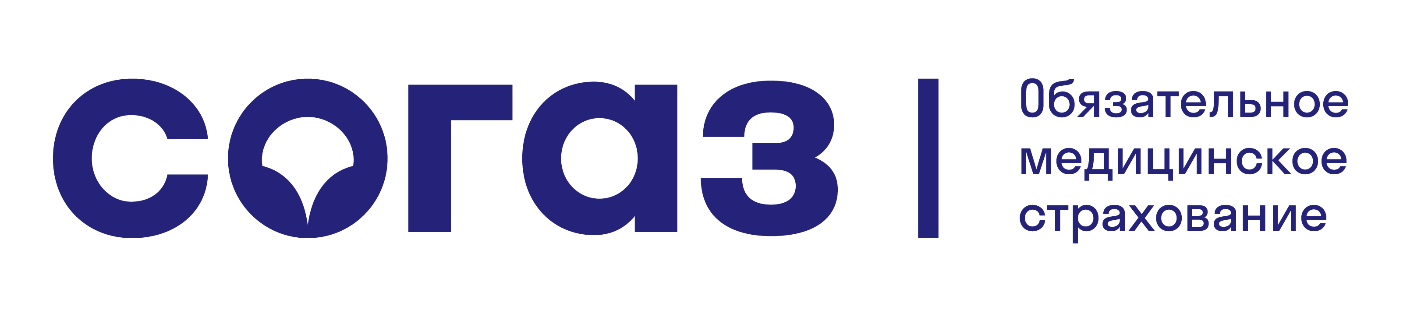 согаз
Обязательное
медицинское
страхование